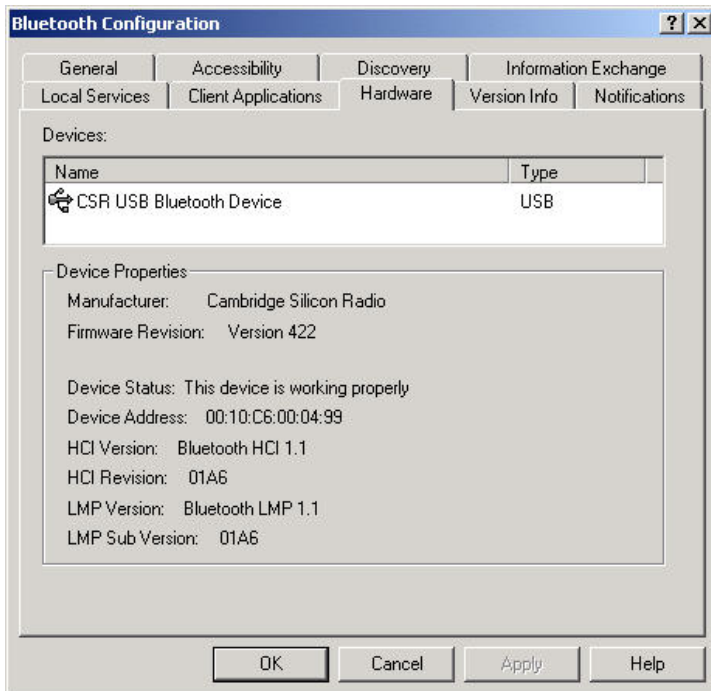 Bluetooth Configuration
General Accessibility Discovery Information Exchange
Local Services Client Applications Hardware Version Info Notifications
Devices:
Name Type
CSR USB Bluetooth Device USB
Device Properties
Manufacturer: Cambridge Silicon Radio
Firmware Revision: Version 422
Device Status: This device is working properly
Device Address: 00:10:C6:00:04:99
HCI Version: Bluetooth HCI 1.1
HCI Revision: 01A6
LMP Version: Bluetooth LMP 1.1
LMP Sub Version: 01A6
OK Cancel Apply Help